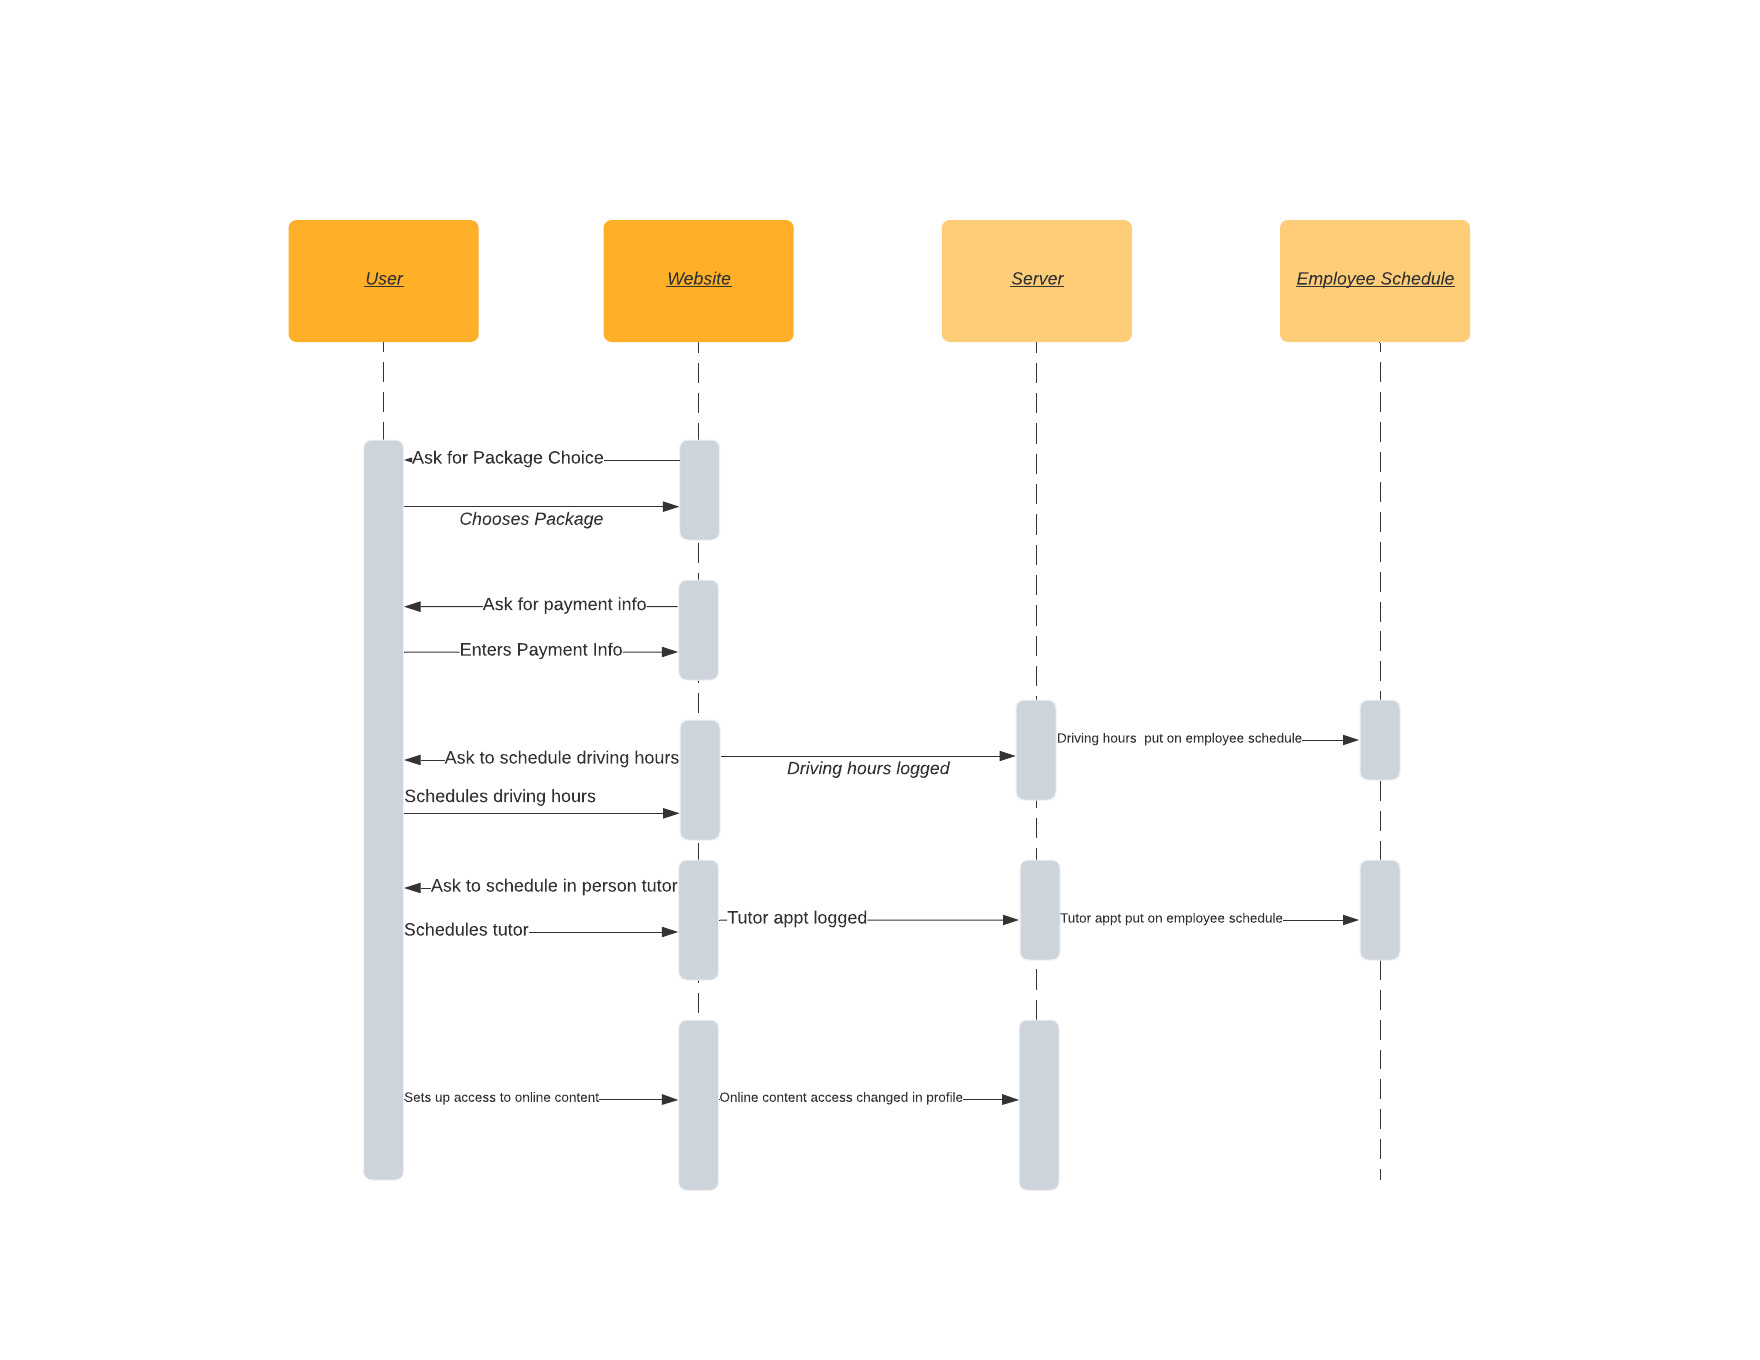 User
Website
Server
Employee Schedule
Ask for Package Choice
Chooses Package
Ask for payment info
Enters Payment Info
Driving hours  put on employee schedule
Ask to schedule driving hours
Driving hours logged
Schedules driving hours
Ask to schedule in person tutor
Tutor appt logged
Tutor appt put on employee schedule
Schedules tutor
Sets up access to online content
Online content access changed in profile